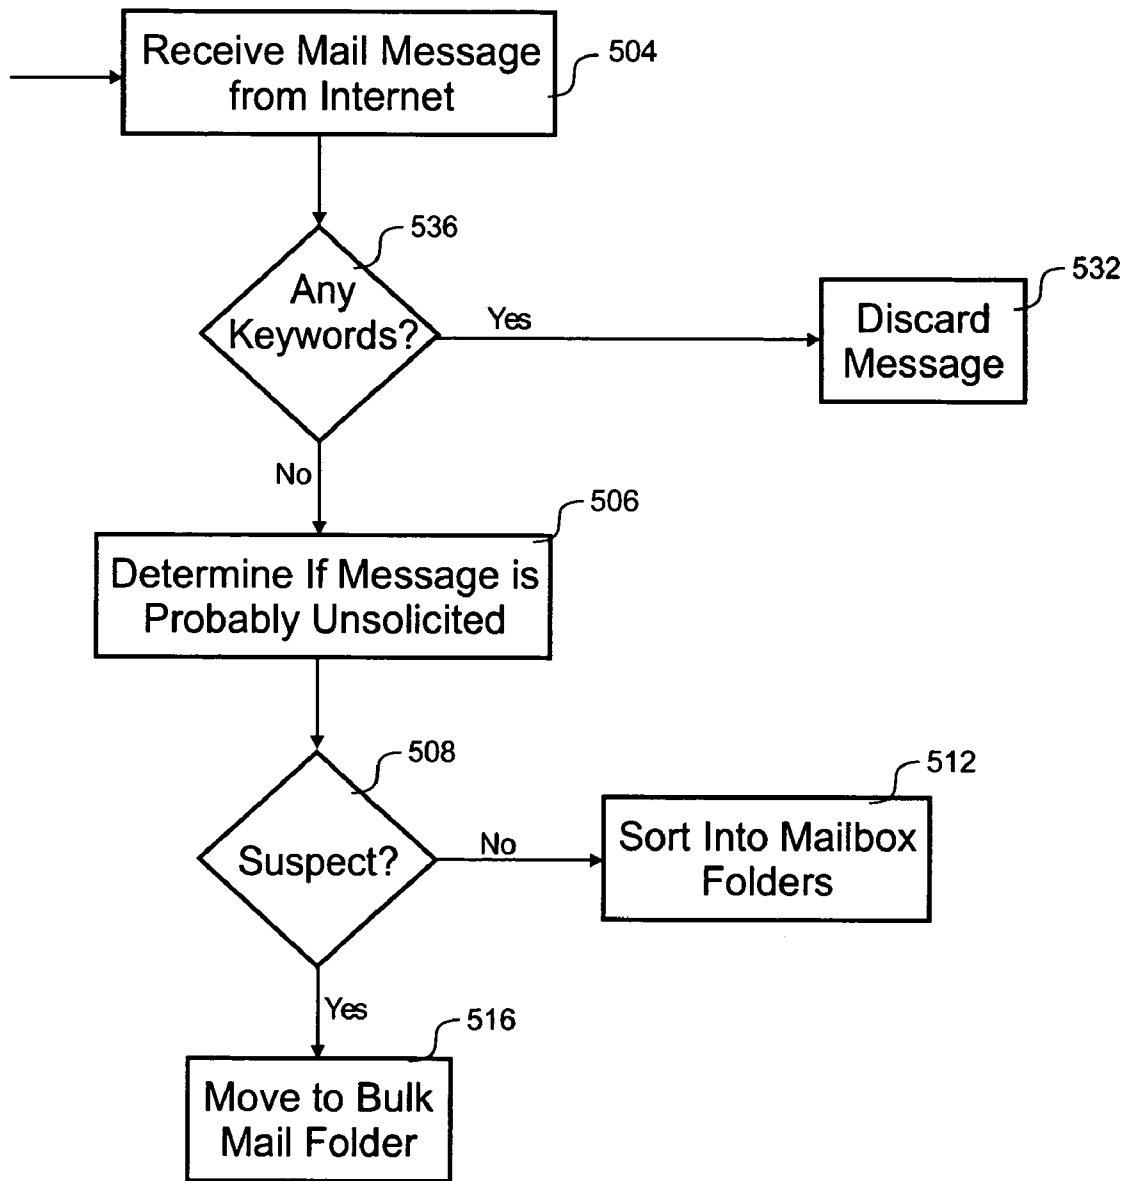 Receive Mail Message
from Internet
504
536
Any
Keywords?
Yes
532
Discard
Message
No
506
Determine If Message is
Probably Unsolicited
508
Suspect?
No
512
Sort Into Mailbox
Folders
Yes
516
Move to Bulk
Mail Folder